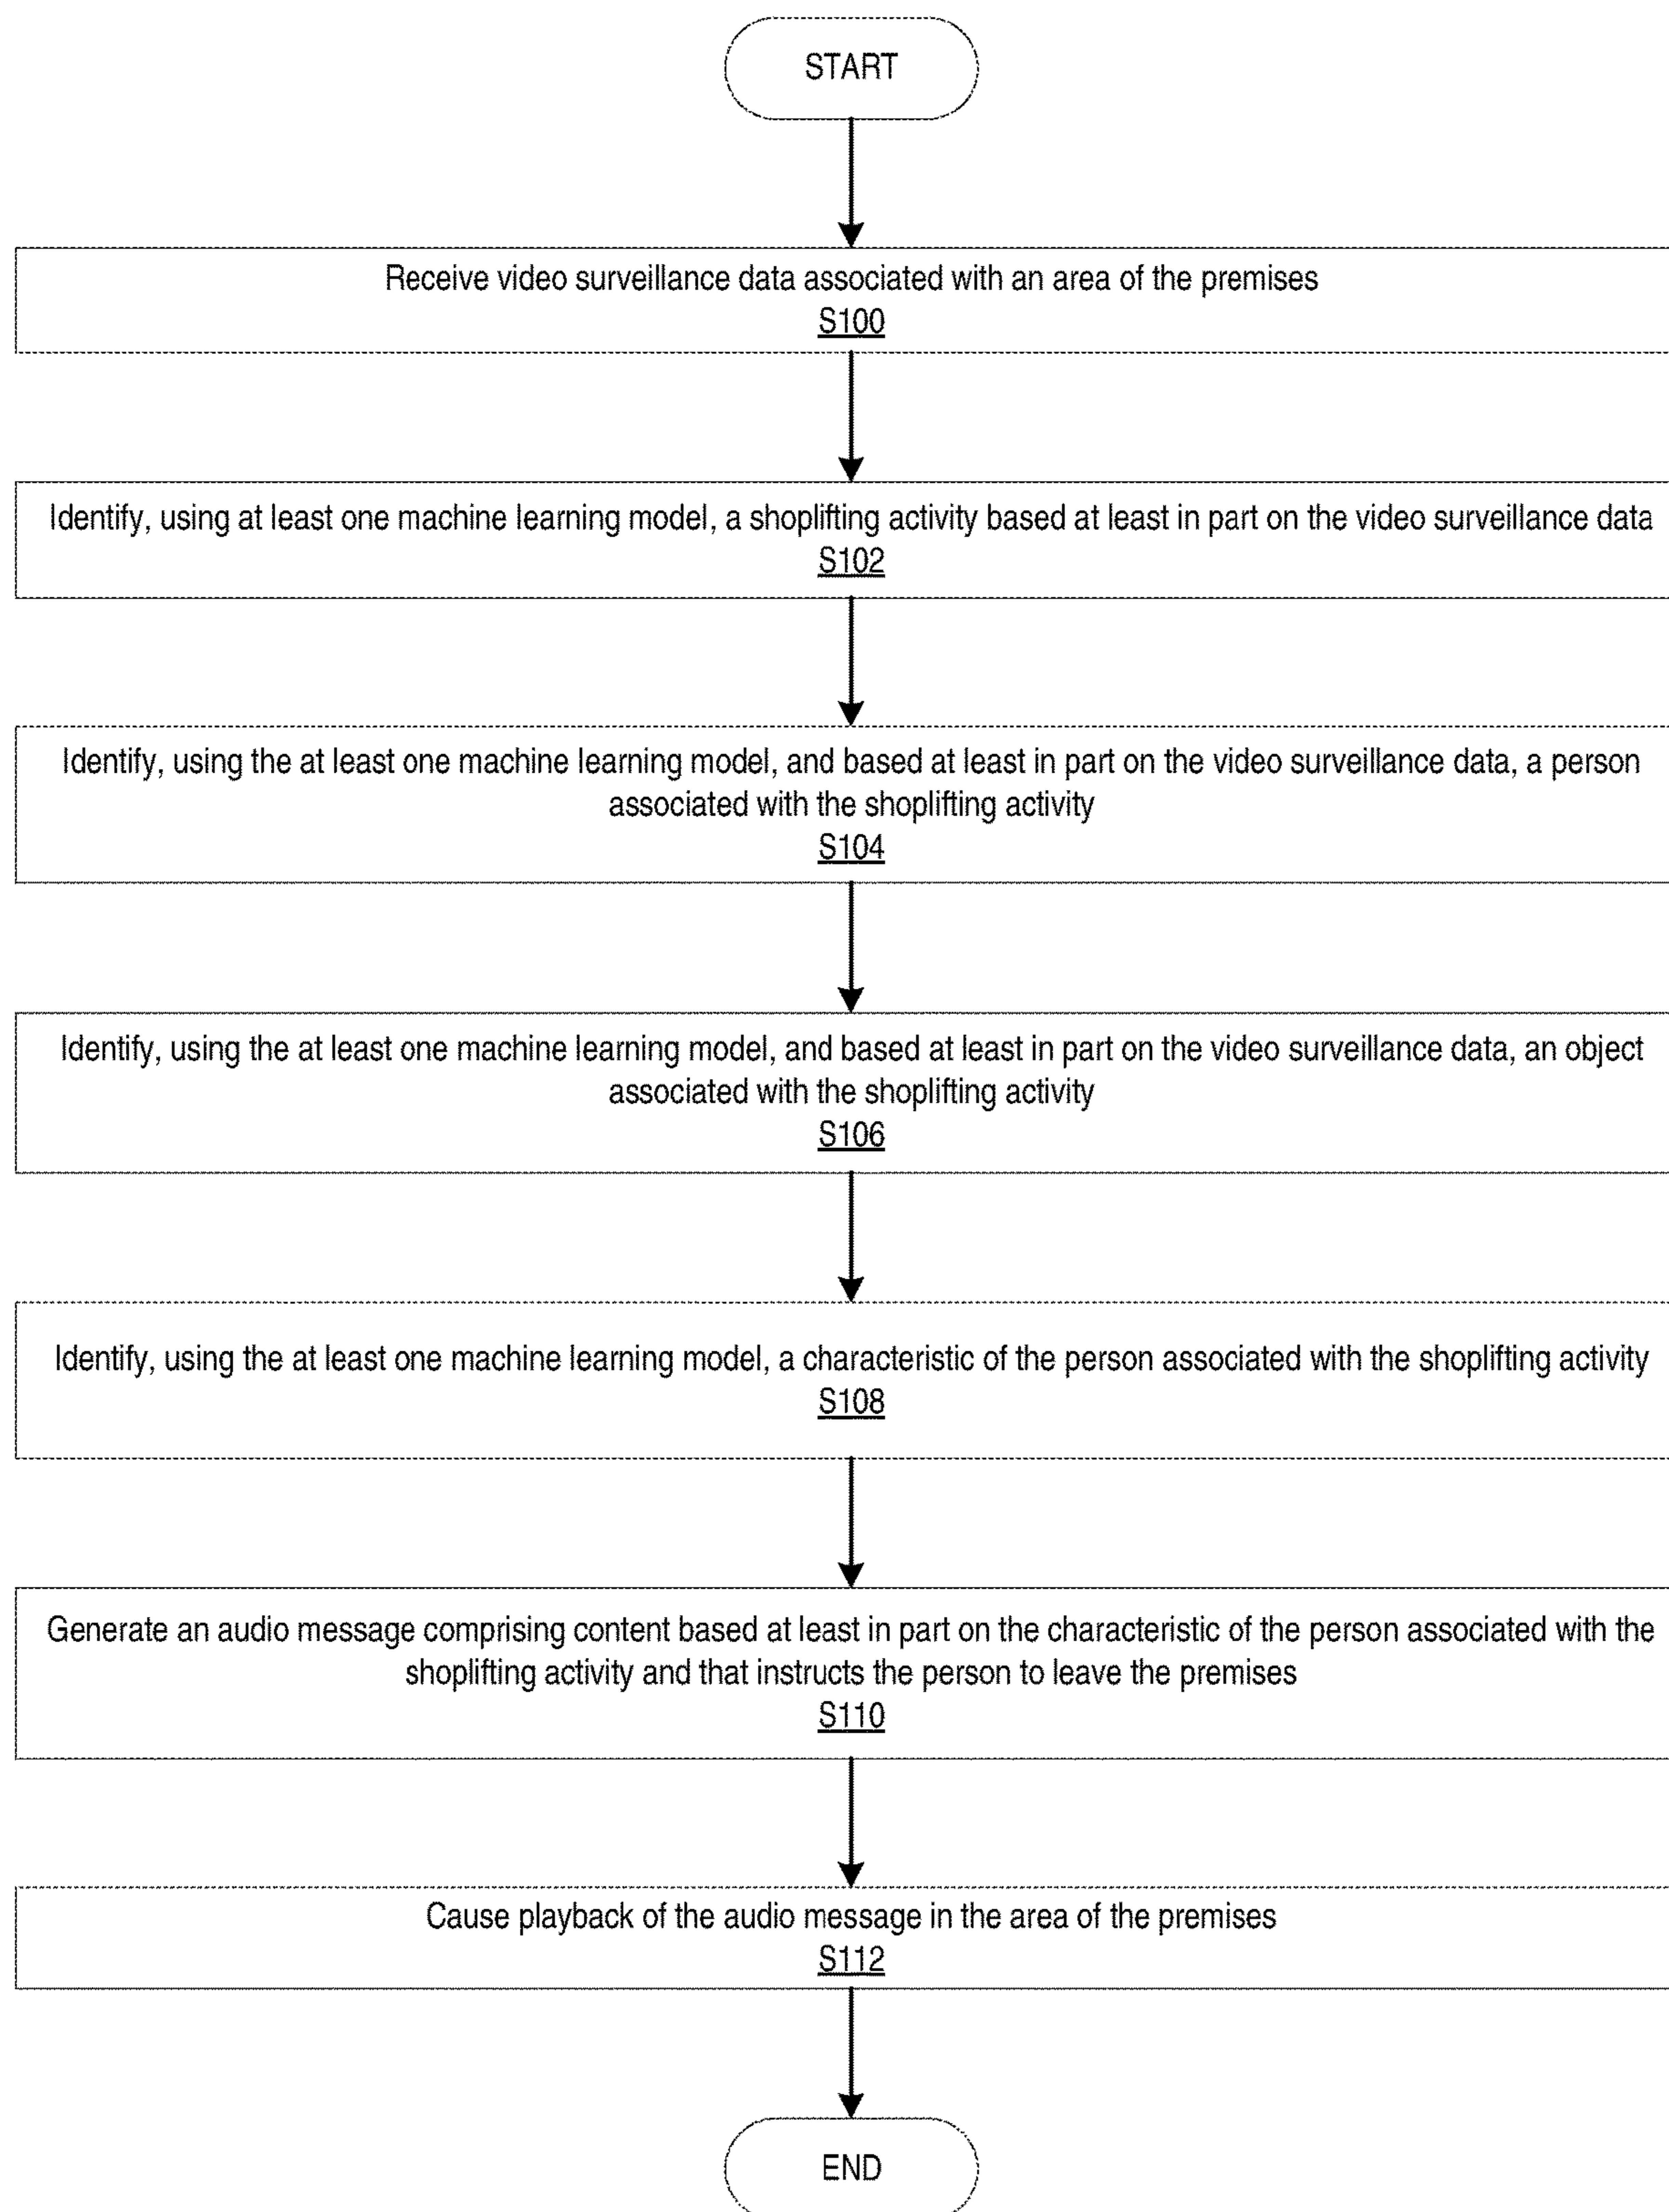 START
Receive video surveillance data associated with an area of the premises
S100
Identify, using at least one machine learning model, a shoplifting activity based at least in part on the video surveillance data
S102
Identify, using the at least one machine learning model, and based at least in part on the video surveillance data, a person
associated with the shoplifting activity
S104
Identify, using the at least one machine learning model, and based at least in part on the video surveillance data, an object
associated with the shoplifting activity
S106
Identify, using the at least one machine learning model, a characteristic of the person associated with the shoplifting activity
S108
Generate an audio message comprising content based at least in part on the characteristic of the person associated with the
shoplifting activity and that instructs the person to leave the premises
S110
Cause playback of the audio message in the area of the premises
S112
END